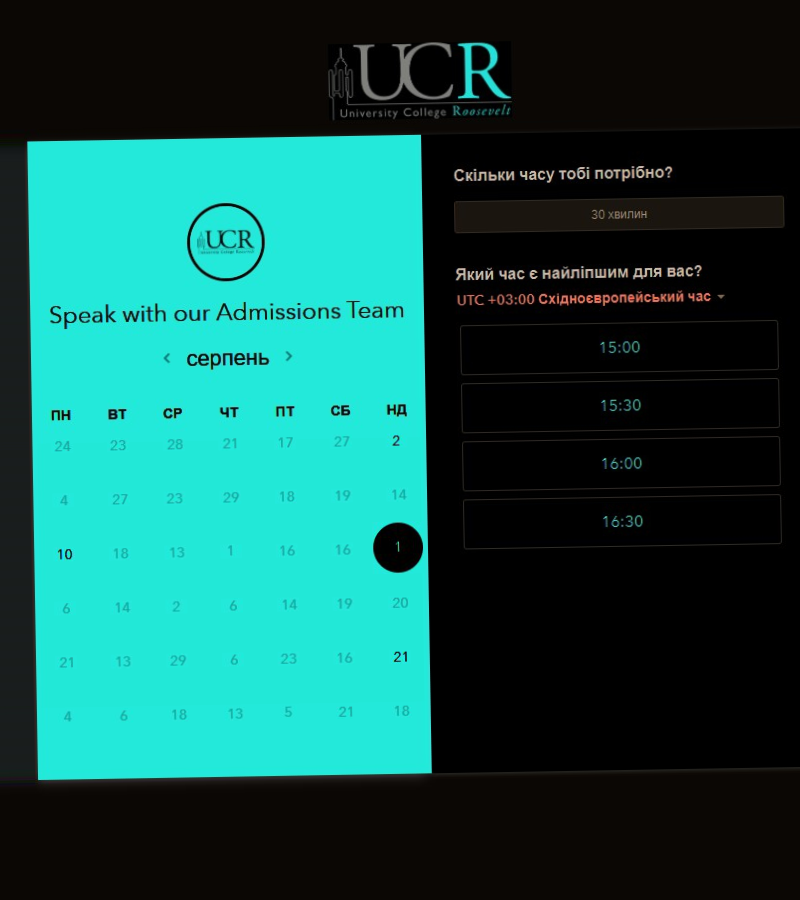 UCR
University College Roosevelt
UCR
University College Roosevelt
Speak with our Admissions Team
серпень
ПН ВТ СР ЧТ ПТ СБ НД
24 23 28 21 17 27 2
4 27 23 29 18 19 14
10 18 13 1 16 16 1
6 14 2 6 14 19 20
21 13 29 6 23 16 21
4 6 18 13 5 21 18
Скільки часу тобі потрібно?
30 хвилин
Який час є найліпшим для вас?
UTC +03:00 Східноєвропейський час
15:00
15:30
16:00
16:30